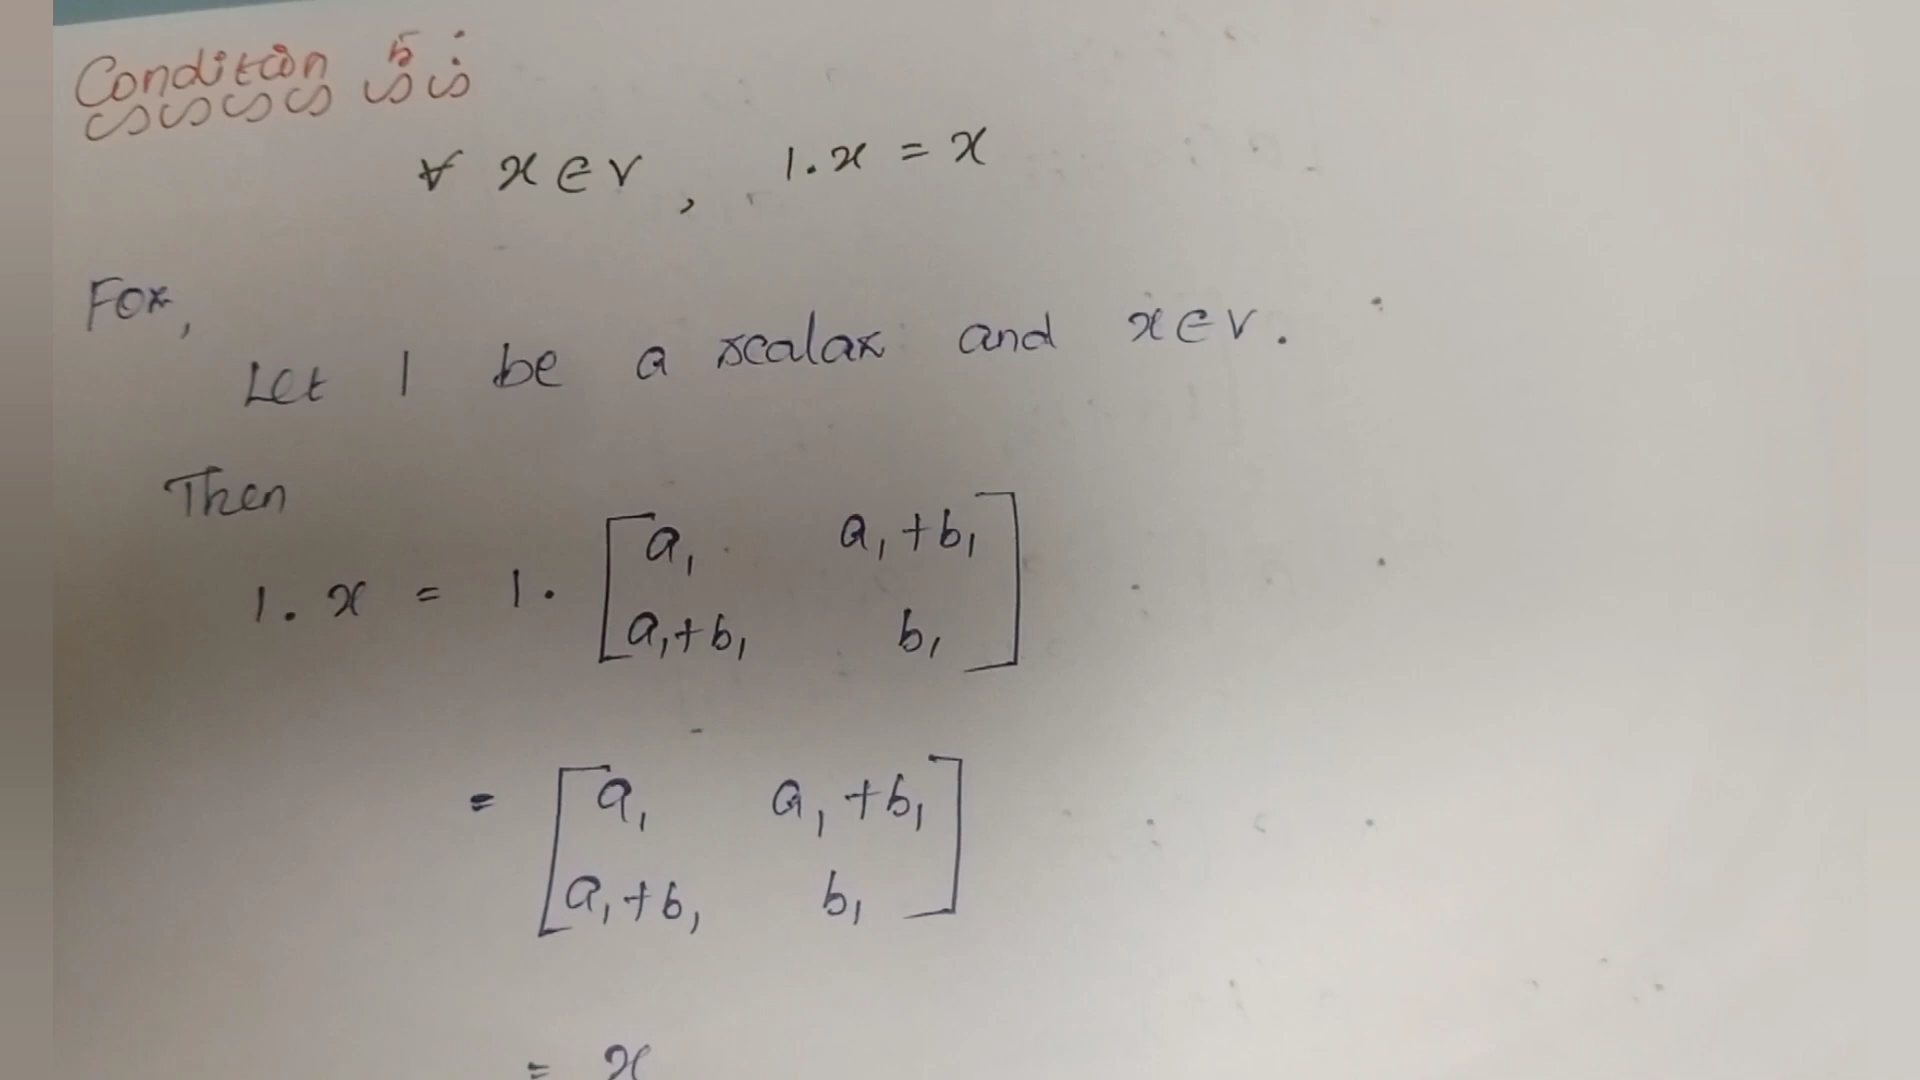 Condition 5:
∀ x ∈ V, 1.x = x
For,
Let 1 be a scalar and x ∈ V.
Then
1.x = 1. [a₁ a₁+b₁
a₁+b₁ b₁]
= [a₁ a₁+b₁
a₁+b₁ b₁]
= x